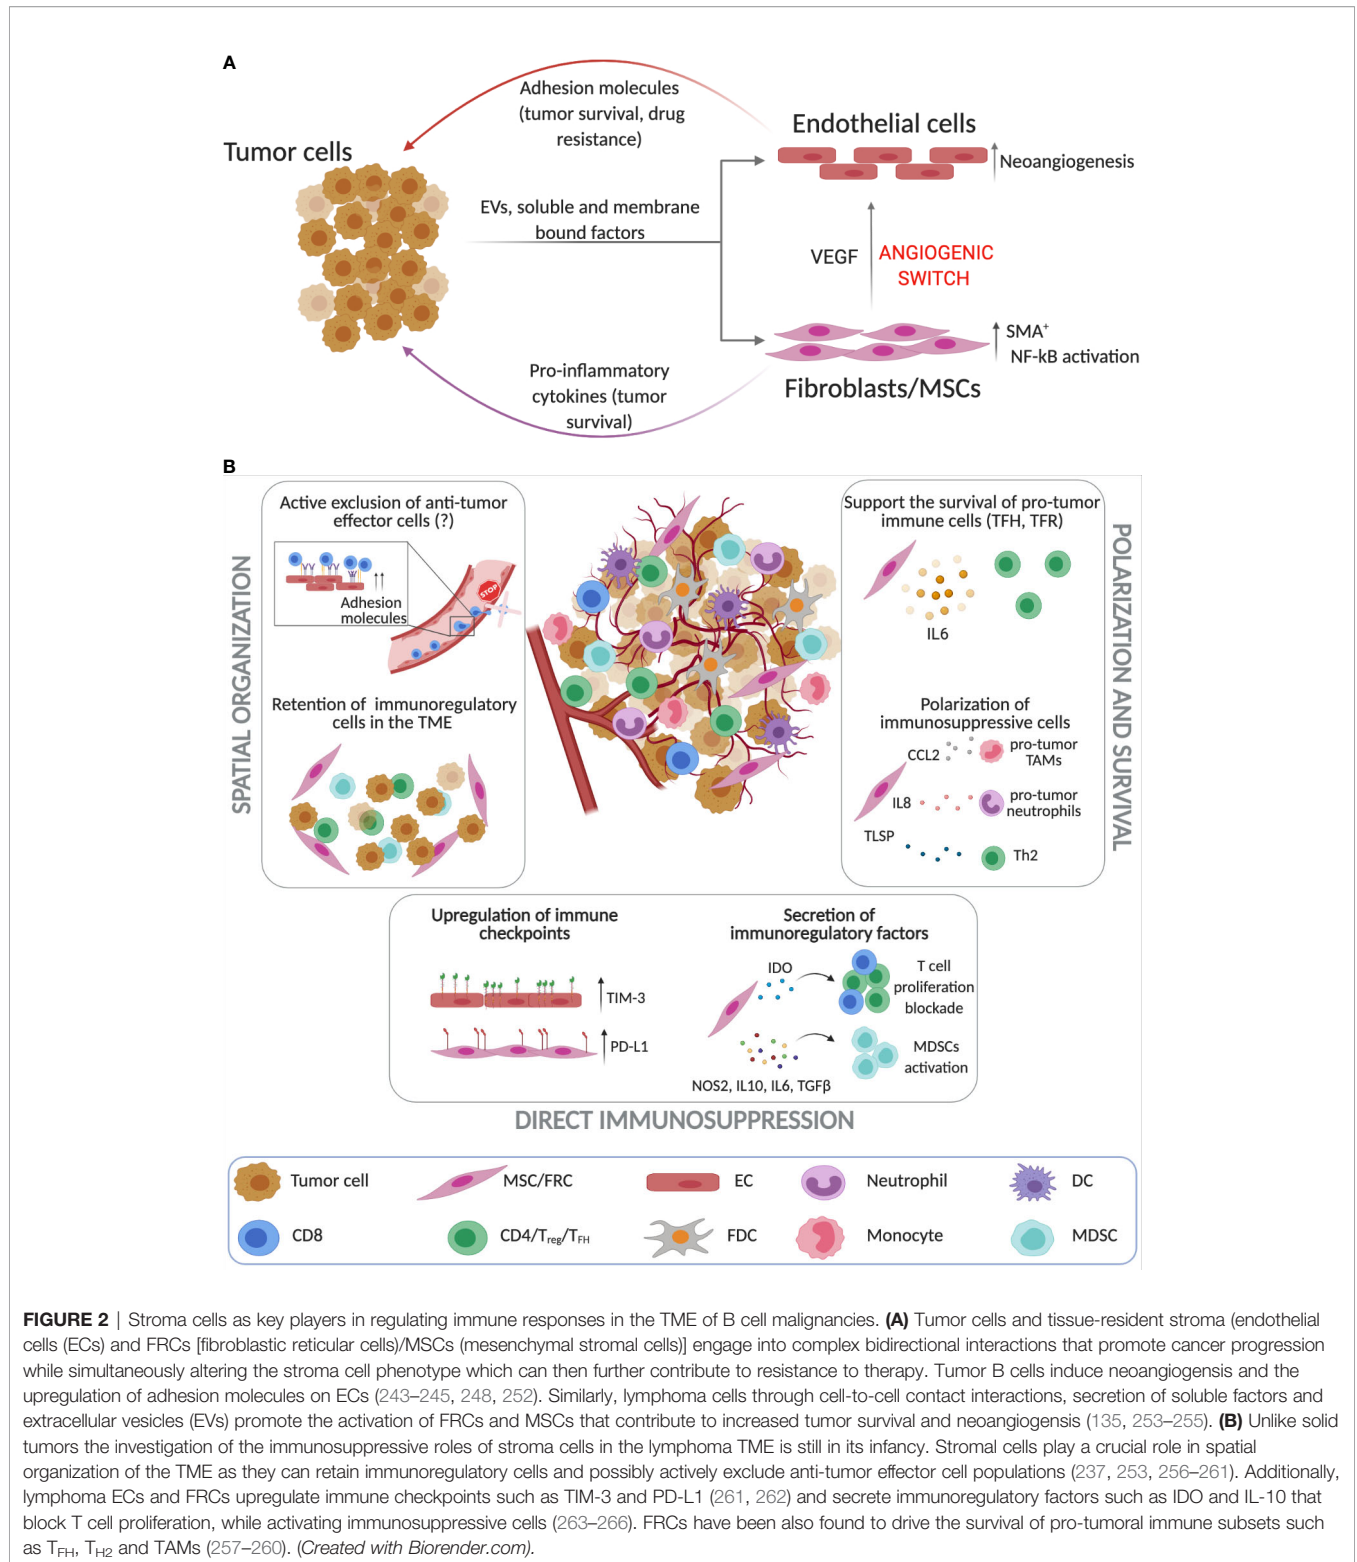 A
Adhesion molecules
(tumor survival, drug
resistance)
Endothelial cells
Tumor cells
Neoangiogenesis
EVs, soluble and membrane
bound factors
VEGF
ANGIOGENIC
SWITCH
SMA+
NF-kB activation
Pro-inflammatory
cytokines (tumor
survival)
Fibroblasts/MSCs
B
SPATIAL ORGANIZATION
Active exclusion of anti-tumor
effector cells (?)
STOP
Adhesion
molecules
Retention of immunoregulatory
cells in the TME
Support the survival of pro-tumor
immune cells (TFH, TFR)
IL6
Polarization of
immunosuppressive cells
CCL2
pro-tumor
TAMs
IL8
pro-tumor
neutrophils
TLSP
Th2
POLARIZATION AND SURVIVAL
Upregulation of immune
checkpoints
TIM-3
PD-L1
Secretion of
immunoregulatory factors
IDO
T cell
proliferation
blockade
MDSCs
activation
NOS2, IL10, IL6, TGFβ
DIRECT IMMUNOSUPPRESSION
Tumor cell MSC/FRC EC Neutrophil DC
CD8 CD4/Treg/TFH FDC Monocyte MDSC
FIGURE 2 | Stroma cells as key players in regulating immune responses in the TME of B cell malignancies. (A) Tumor cells and tissue-resident stroma (endothelial
cells (ECs) and FRCs [fibroblastic reticular cells)/MSCs (mesenchymal stromal cells)] engage into complex bidirectional interactions that promote cancer progression
while simultaneously altering the stroma cell phenotype which can then further contribute to resistance to therapy. Tumor B cells induce neoangiogensis and the
upregulation of adhesion molecules on ECs (243–245, 248, 252). Similarly, lymphoma cells through cell-to-cell contact interactions, secretion of soluble factors and
extracellular vesicles (EVs) promote the activation of FRCs and MSCs that contribute to increased tumor survival and neoangiogensis (135, 253–255). (B) Unlike solid
tumors the investigation of the immunosuppressive roles of stroma cells in the lymphoma TME is still in its infancy. Stromal cells play a crucial role in spatial
organization of the TME as they can retain immunoregulatory cells and possibly actively exclude anti-tumor effector cell populations (237, 253, 256–261). Additionally,
lymphoma ECs and FRCs upregulate immune checkpoints such as TIM-3 and PD-L1 (261, 262) and secrete immunoregulatory factors such as IDO and IL-10 that
block T cell proliferation, while activating immunosuppressive cells (263–266). FRCs have been also found to drive the survival of pro-tumoral immune subsets such
as TFH, TH2 and TAMs (257–260). (Created with Biorender.com).